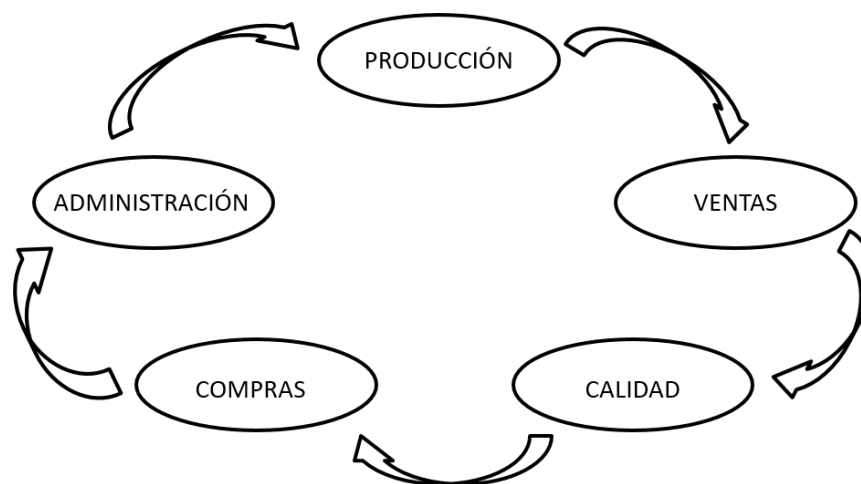 PRODUCCIÓN
VENTAS
CALIDAD
COMPRAS
ADMINISTRACIÓN